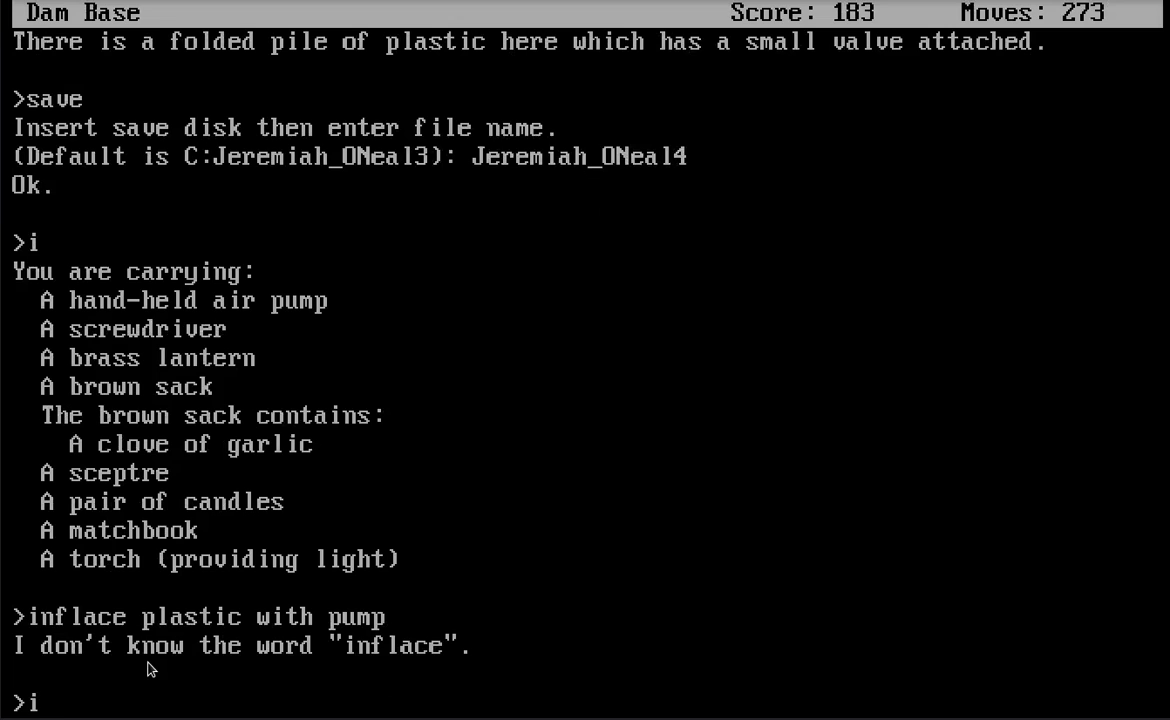 Dam Base Score: 183 Moves: 273
There is a folded pile of plastic here which has a small valve attached.
>save
Insert save disk then enter file name.
(Default is C:Jeremiah_ONeal3): Jeremiah_ONeal4
Ok.
>i
You are carrying:
A hand-held air pump
A screwdriver
A brass lantern
A brown sack
The brown sack contains:
A clove of garlic
A sceptre
A pair of candles
A matchbook
A torch (providing light)
>inflace plastic with pump
I don't know the word "inflace".
>i